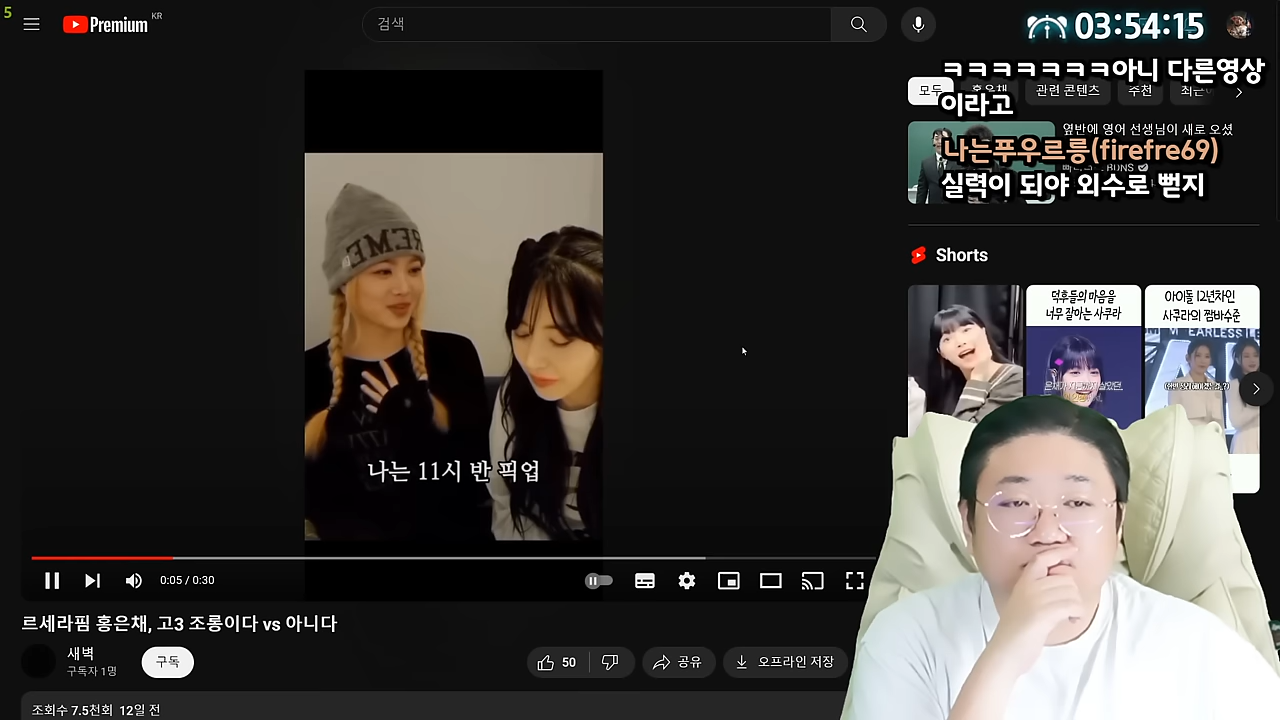 5
Premium KR
검색
03:54:15
ㅋㅋㅋㅋㅋㅋㅋ아니 다른영상
이라고
모두
관련 콘텐츠
추천
옆반에 영어 선생님이 새로 오셨
나는푸우르릉(firefre69)
실력이 되야 외수로 뻗지
Shorts
덕후들의 마음을
너무 잘아는 사쿠라
아이돌 12년차인
사쿠라의 짬바수준
EARLESS
REME
나는 11시 반 픽업
0:05 / 0:30
르세라핌 홍은채, 고3 조롱이다 vs 아니다
새벽
구독자 1명
구독
50
공유
오프라인 저장
조회수 7.5천회 12일 전